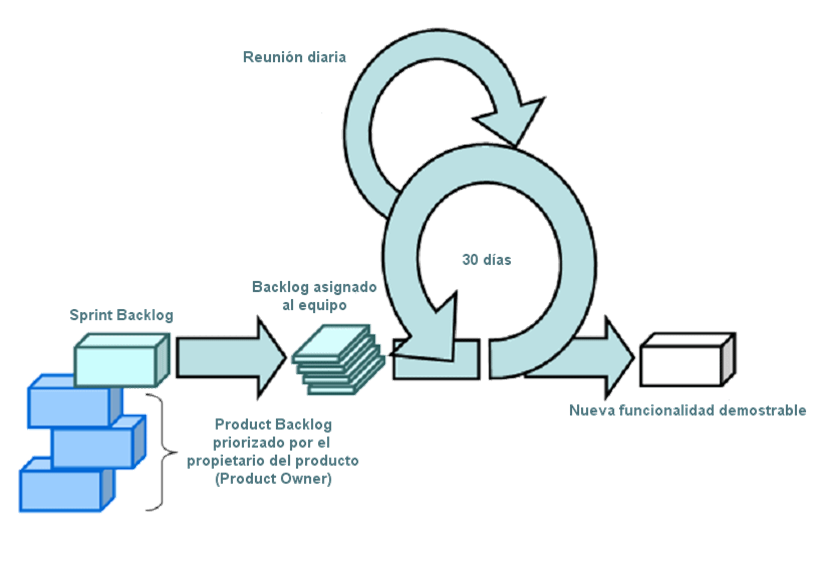 Reunión diaria
30 días
Backlog asignado
al equipo
Sprint Backlog
Nueva funcionalidad demostrable
Product Backlog
priorizado por el
propietario del producto
(Product Owner)